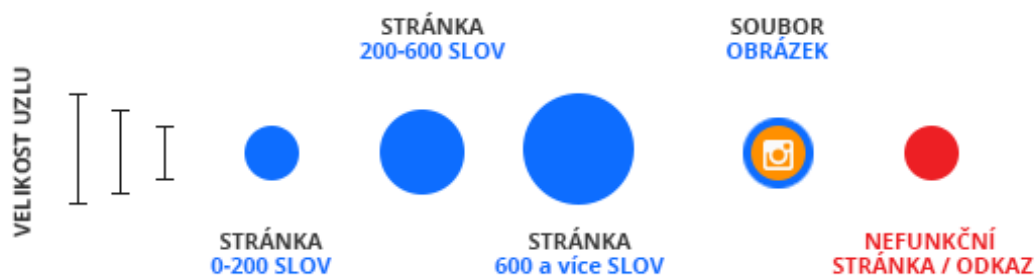 STRÁNKA
200-600 SLOV
SOUBOR
OBRÁZEK
VELIKOST UZLU
STRÁNKA
0-200 SLOV
STRÁNKA
600 a více SLOV
NEFUNKČNÍ
STRÁNKA / ODKAZ